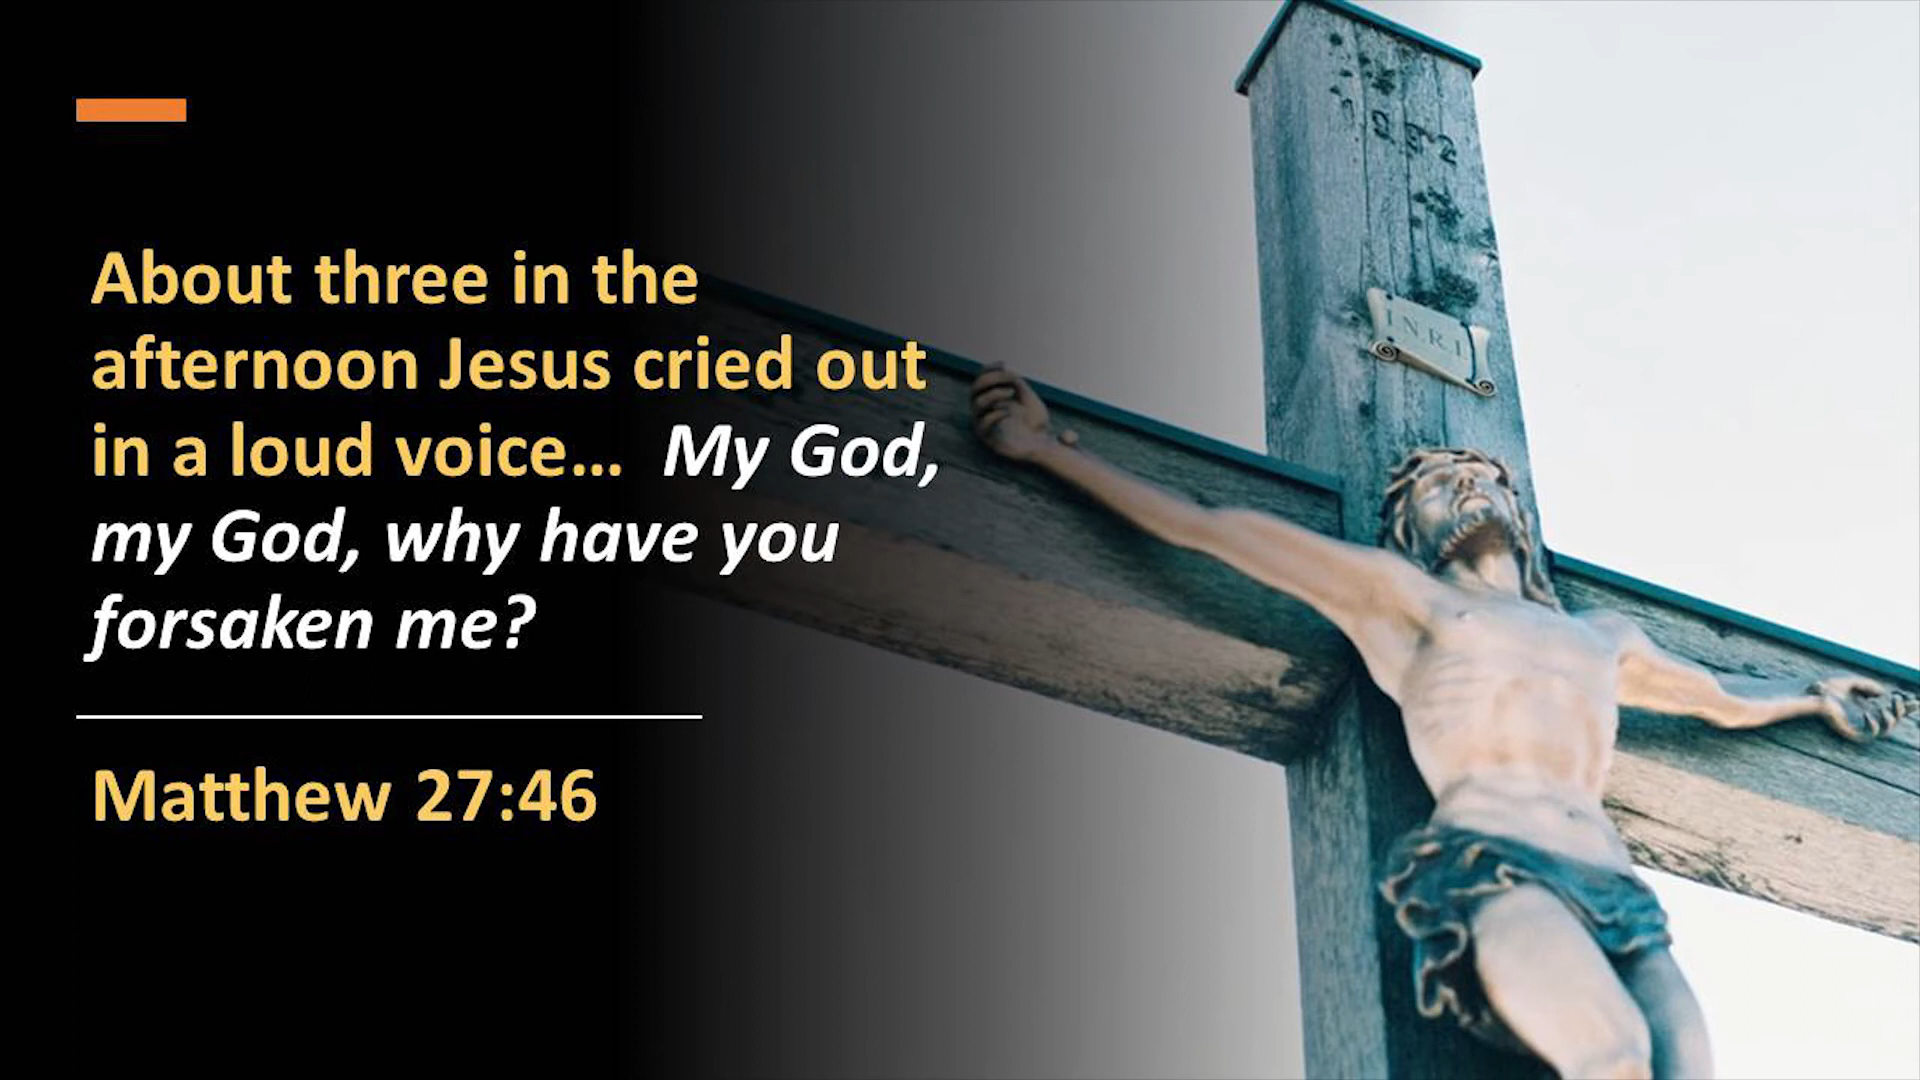 About three in the
afternoon Jesus cried out
in a loud voice… My God,
my God, why have you
forsaken me?
Matthew 27:46
I.N.R.I